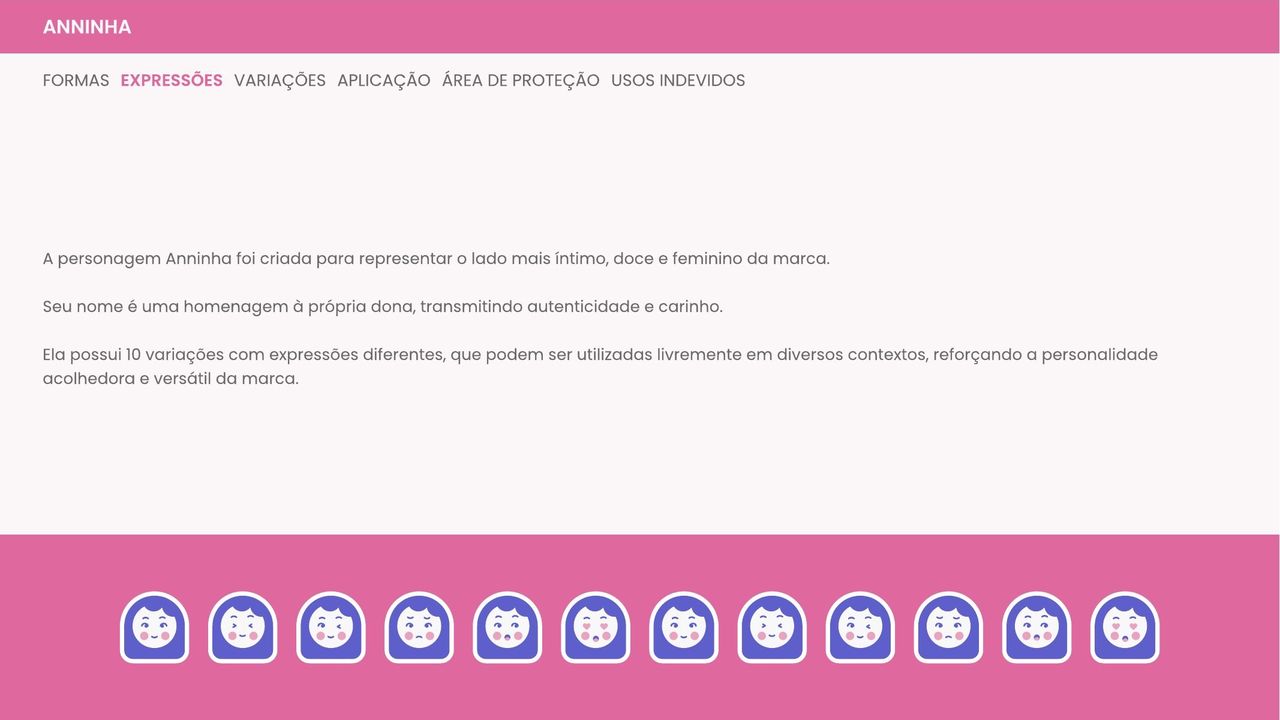 ANNINHA
FORMAS EXPRESSÕES VARIAÇÕES APLICAÇÃO ÁREA DE PROTEÇÃO USOS INDEVIDOS
A personagem Anninha foi criada para representar o lado mais íntimo, doce e feminino da marca.
Seu nome é uma homenagem à própria dona, transmitindo autenticidade e carinho.
Ela possui 10 variações com expressões diferentes, que podem ser utilizadas livremente em diversos contextos, reforçando a personalidade
acolhedora e versátil da marca.